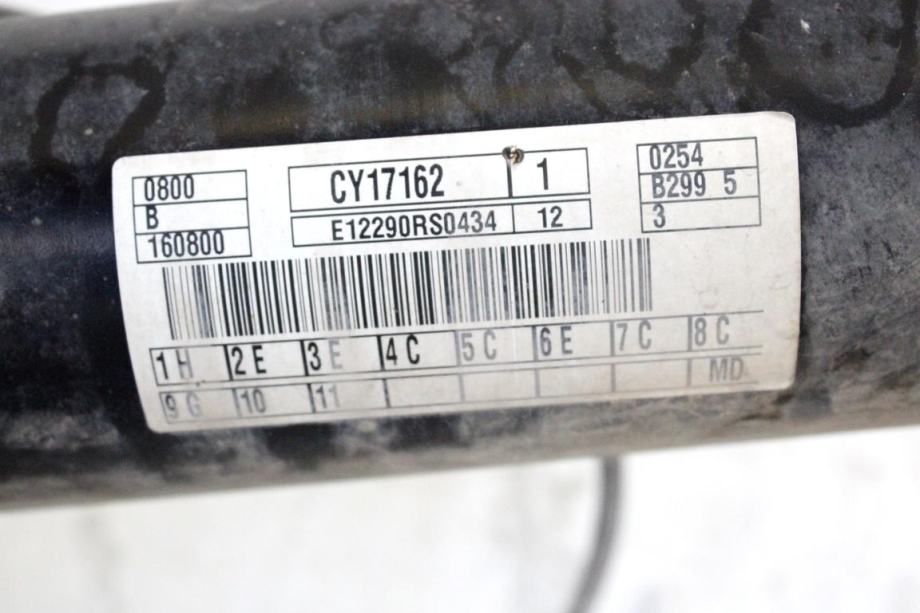 0800
B
160800
CY17162 1
E12290RS0434 12
0254
B299 5
3
1 H 2 E 3 E 4 C 5 C 6 E 7 C 8 C
9 G 10 11 MD